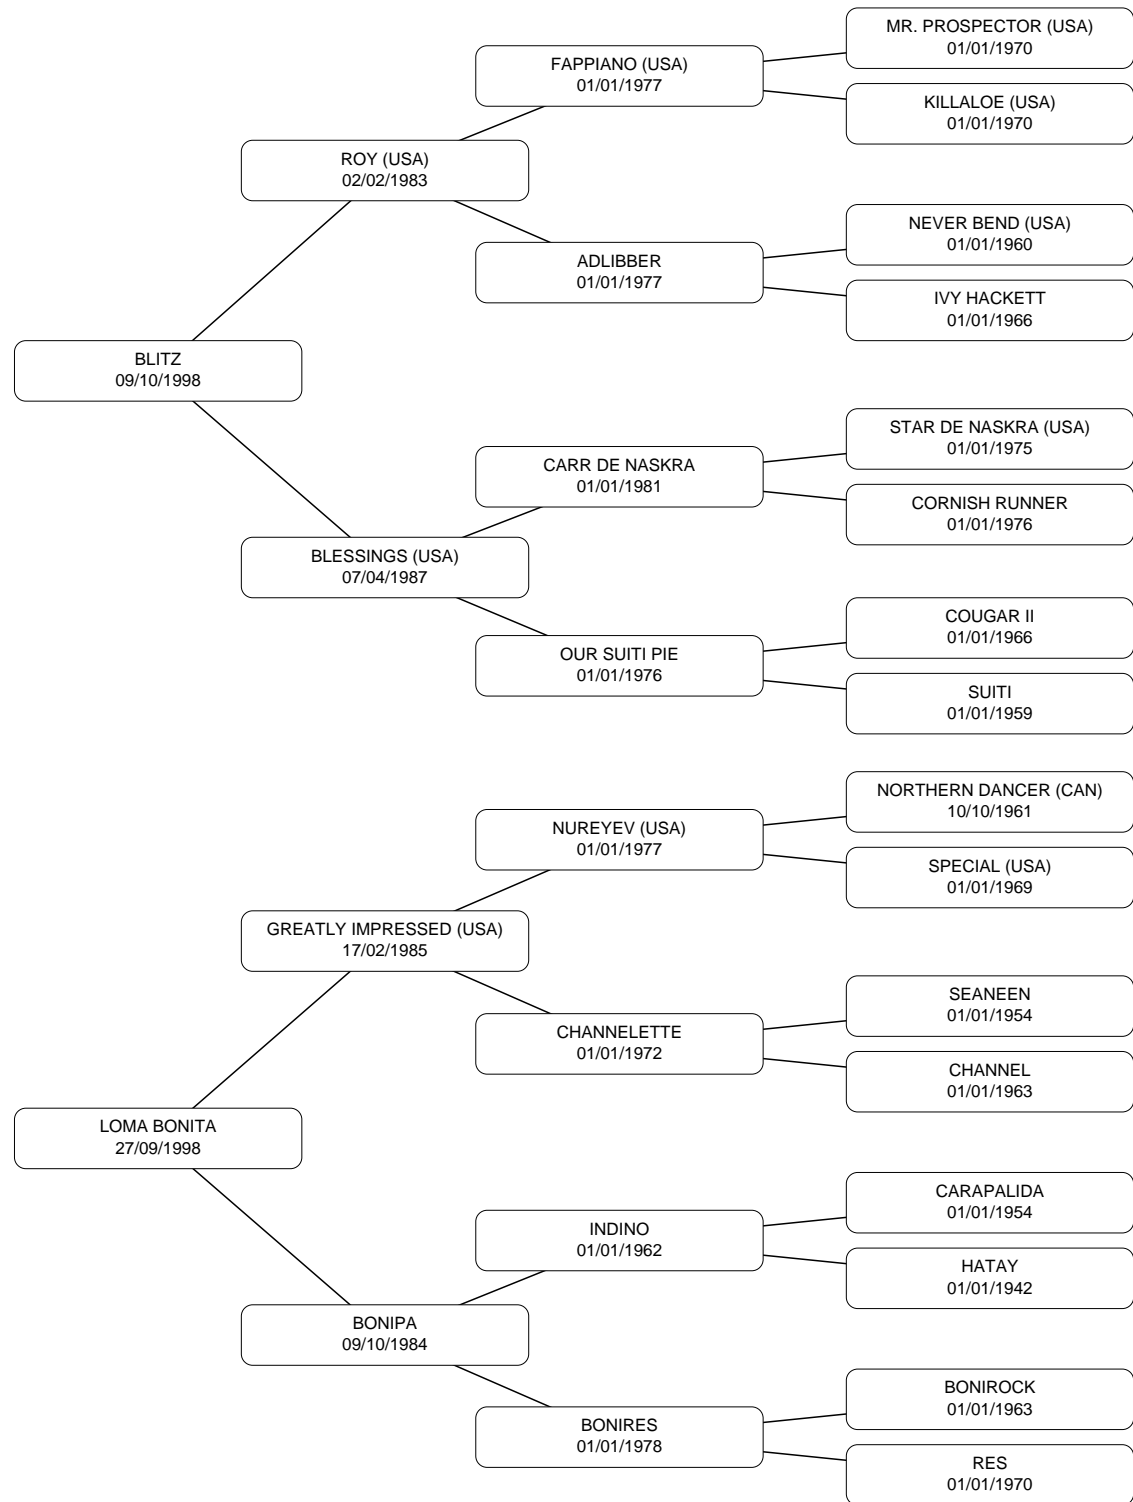 MR. PROSPECTOR (USA)
01/01/1970
FAPPIANO (USA)
01/01/1977
KILLALOE (USA)
01/01/1970
ROY (USA)
02/02/1983
NEVER BEND (USA)
01/01/1960
ADLIBBER
01/01/1977
IVY HACKETT
01/01/1966
BLITZ
09/10/1998
STAR DE NASKRA (USA)
01/01/1975
CARR DE NASKRA
01/01/1981
CORNISH RUNNER
01/01/1976
BLESSINGS (USA)
07/04/1987
COUGAR II
01/01/1966
OUR SUITI PIE
01/01/1976
SUITI
01/01/1959
NORTHERN DANCER (CAN)
10/10/1961
NUREYEV (USA)
01/01/1977
SPECIAL (USA)
01/01/1969
GREATLY IMPRESSED (USA)
17/02/1985
SEANEEN
01/01/1954
CHANNELETTE
01/01/1972
CHANNEL
01/01/1963
LOMA BONITA
27/09/1998
CARAPALIDA
01/01/1954
INDINO
01/01/1962
HATAY
01/01/1942
BONIPA
09/10/1984
BONIROCK
01/01/1963
BONIRES
01/01/1978
RES
01/01/1970